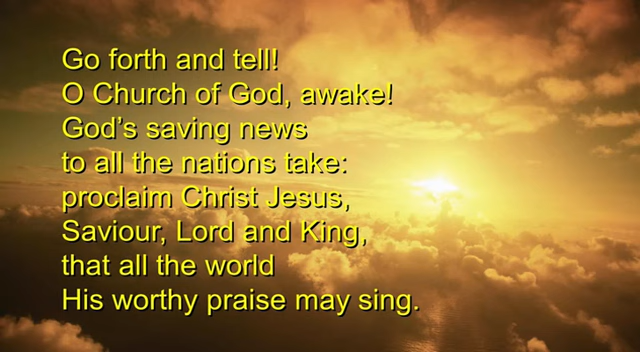 Go forth and tell!
O Church of God, awake!
God's saving news
to all the nations take:
proclaim Christ Jesus,
Saviour, Lord and King,
that all the world
His worthy praise may sing.